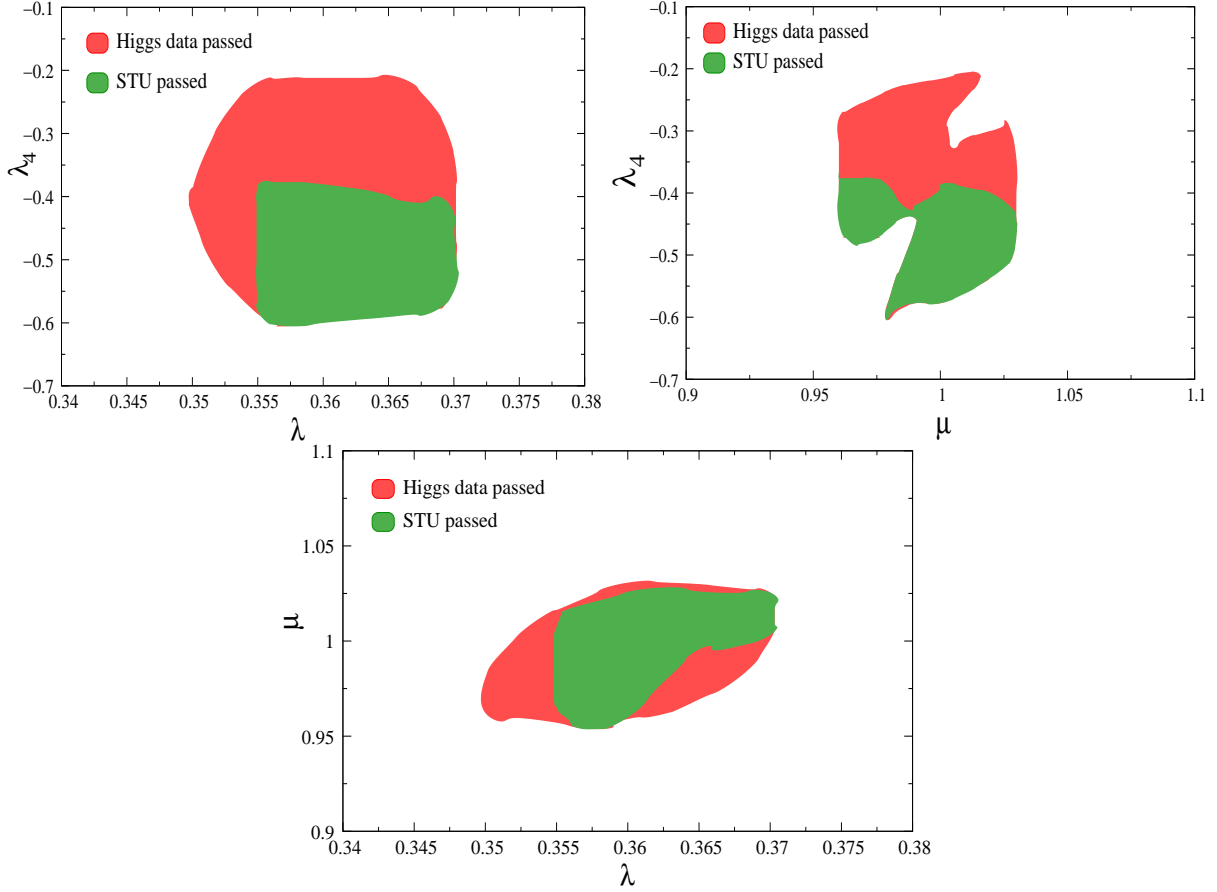 −0.1
−0.2
−0.3
−0.4
−0.5
−0.6
−0.7
λ4
Higgs data passed
STU passed
0.34 0.345 0.35 0.355 0.36 0.365 0.37 0.375 0.38
λ
−0.1
−0.2
−0.3
−0.4
−0.5
−0.6
−0.7
λ4
Higgs data passed
STU passed
0.9 0.95 1 1.05 1.1
μ
1.1
1.05
1
0.95
0.9
μ
Higgs data passed
STU passed
0.34 0.345 0.35 0.355 0.36 0.365 0.37 0.375 0.38
λ